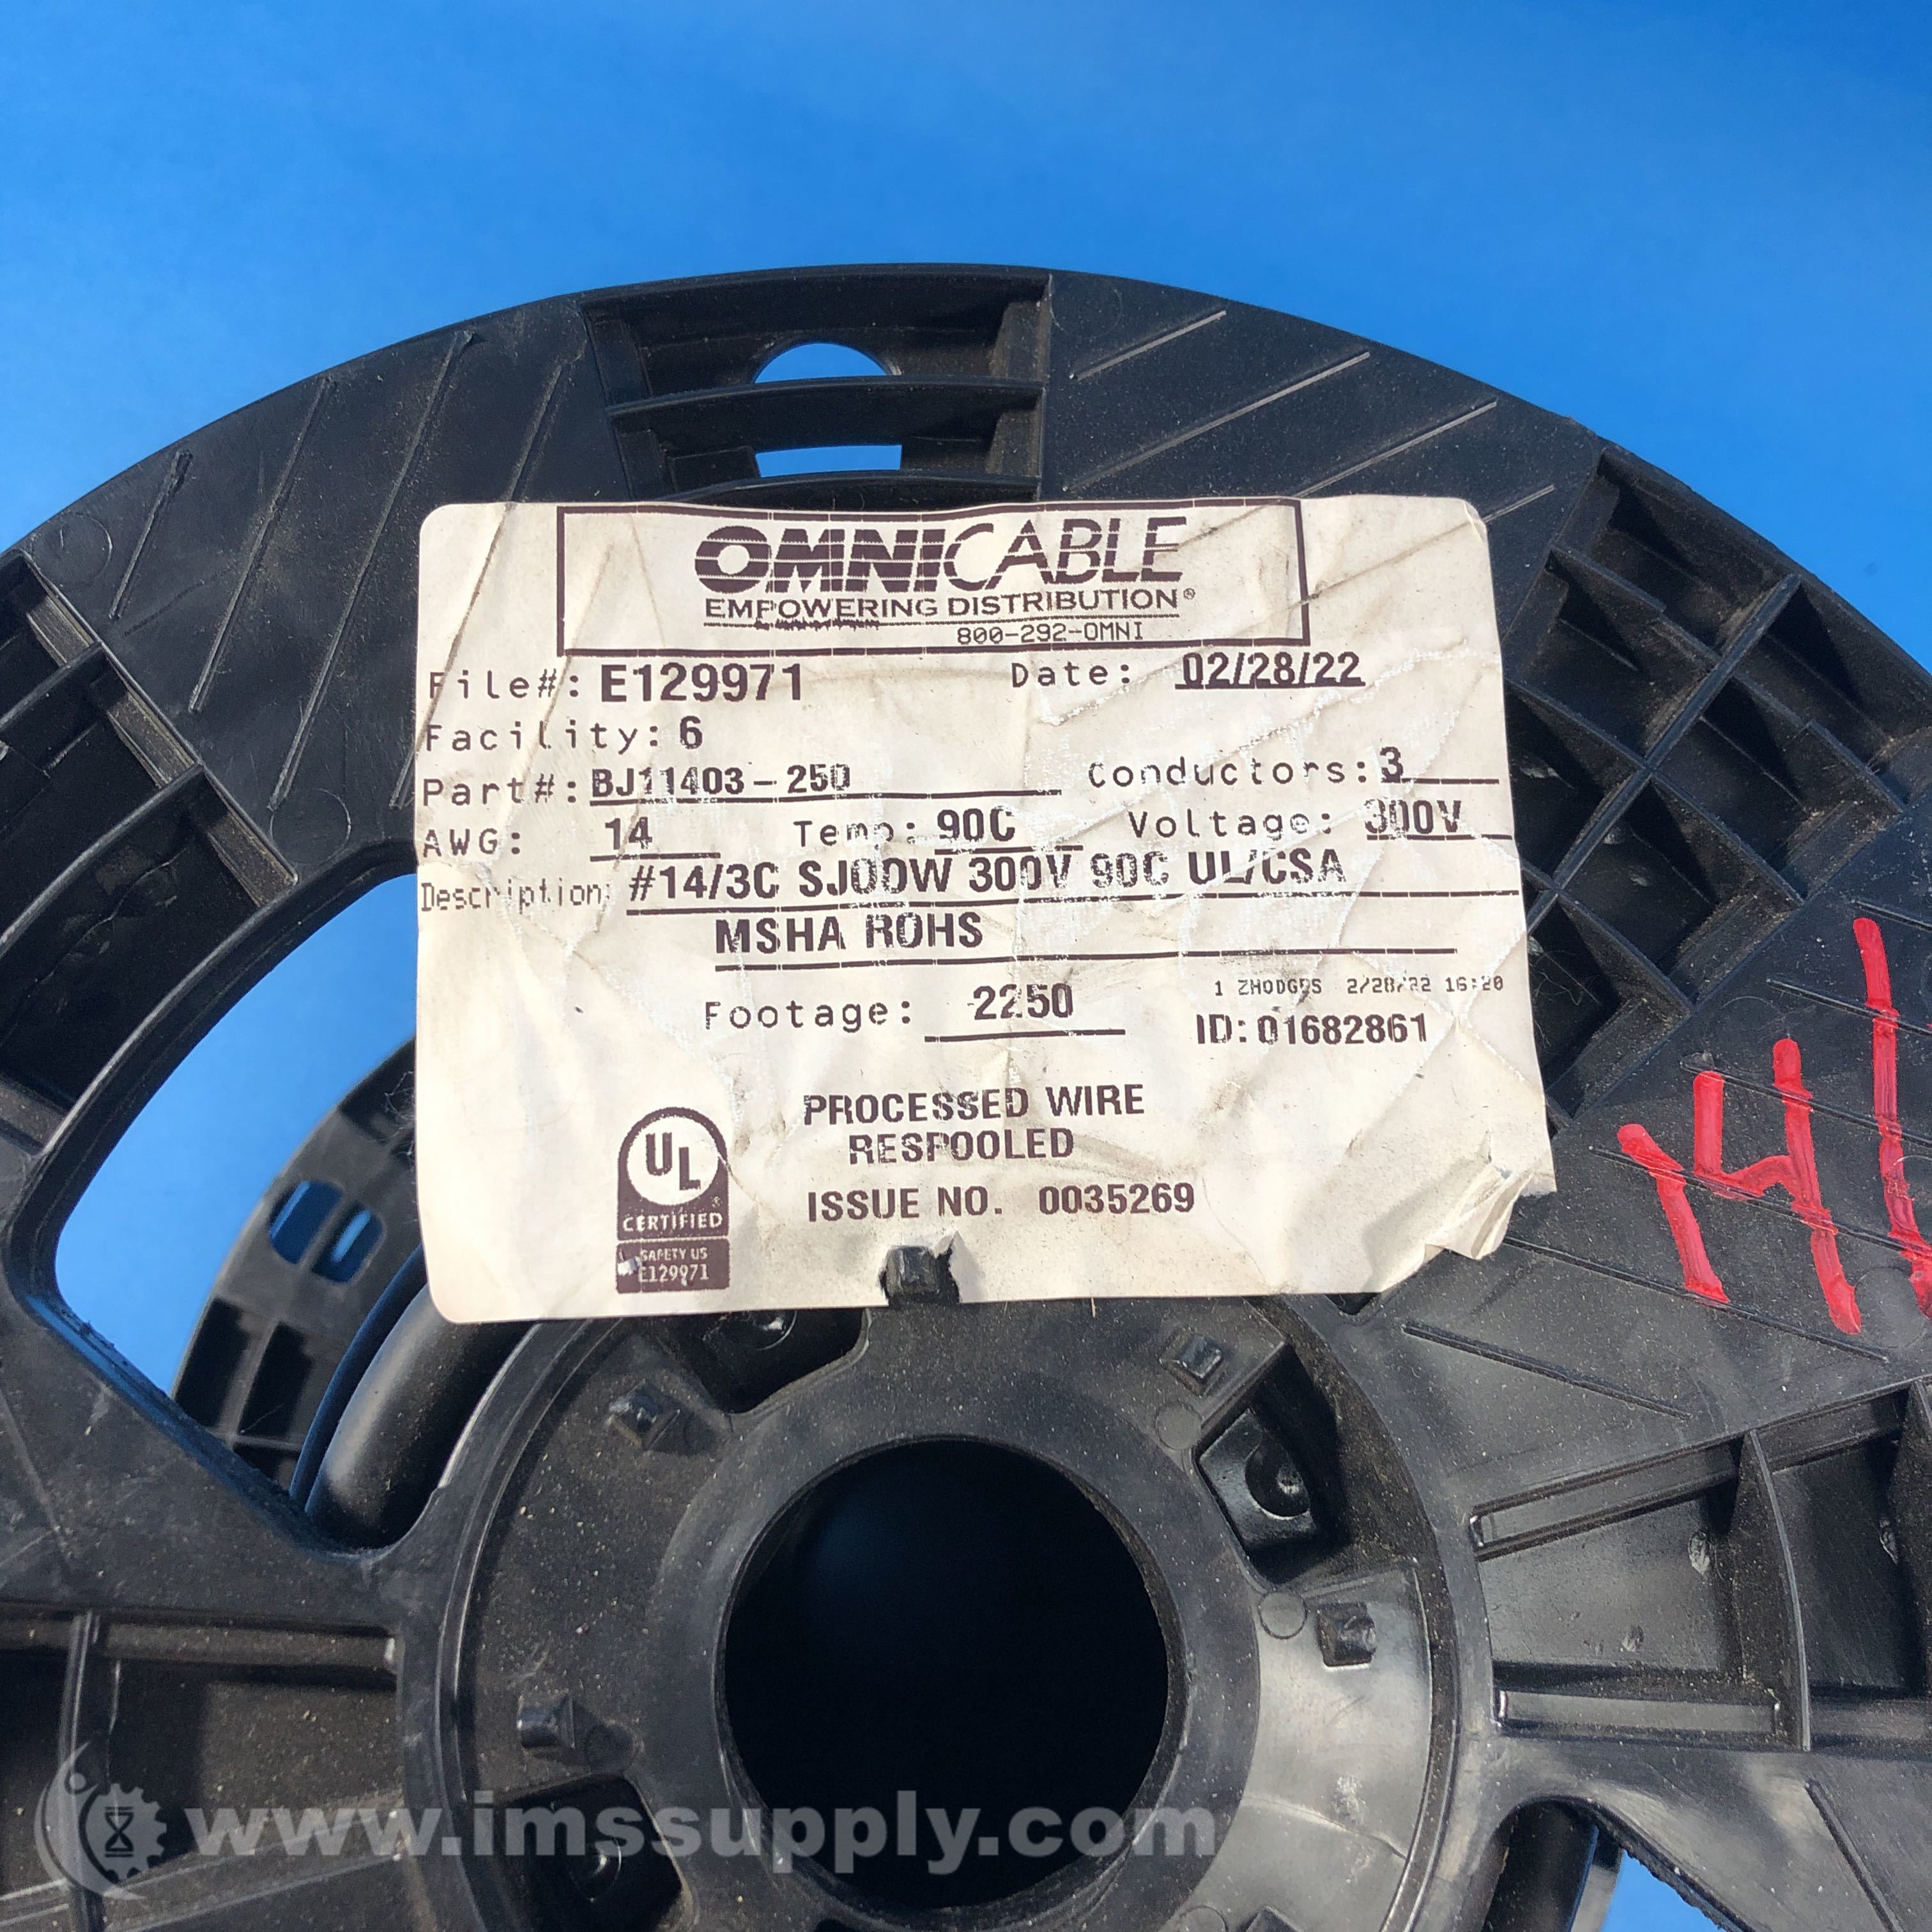 OMNICABLE
EMPOWERING DISTRIBUTION®
800-292-OMNI
File#: E129971 Date: 02/28/22
Facility: 6
Part#: BJ11403-250 Conductors: 3
AWG: 14 Temp: 90C Voltage: 300V
Description: #14/3C SJOOW 300V 90C UL/CSA
MSHA ROHS
Footage: 2250
1 ZHODGES 2/28/22 16:20
ID: 01682861
PROCESSED WIRE
RESPOOLED
ISSUE NO. 0035269
UL
®
CERTIFIED
SAFETY US
E129971
14
www.imssupply.com